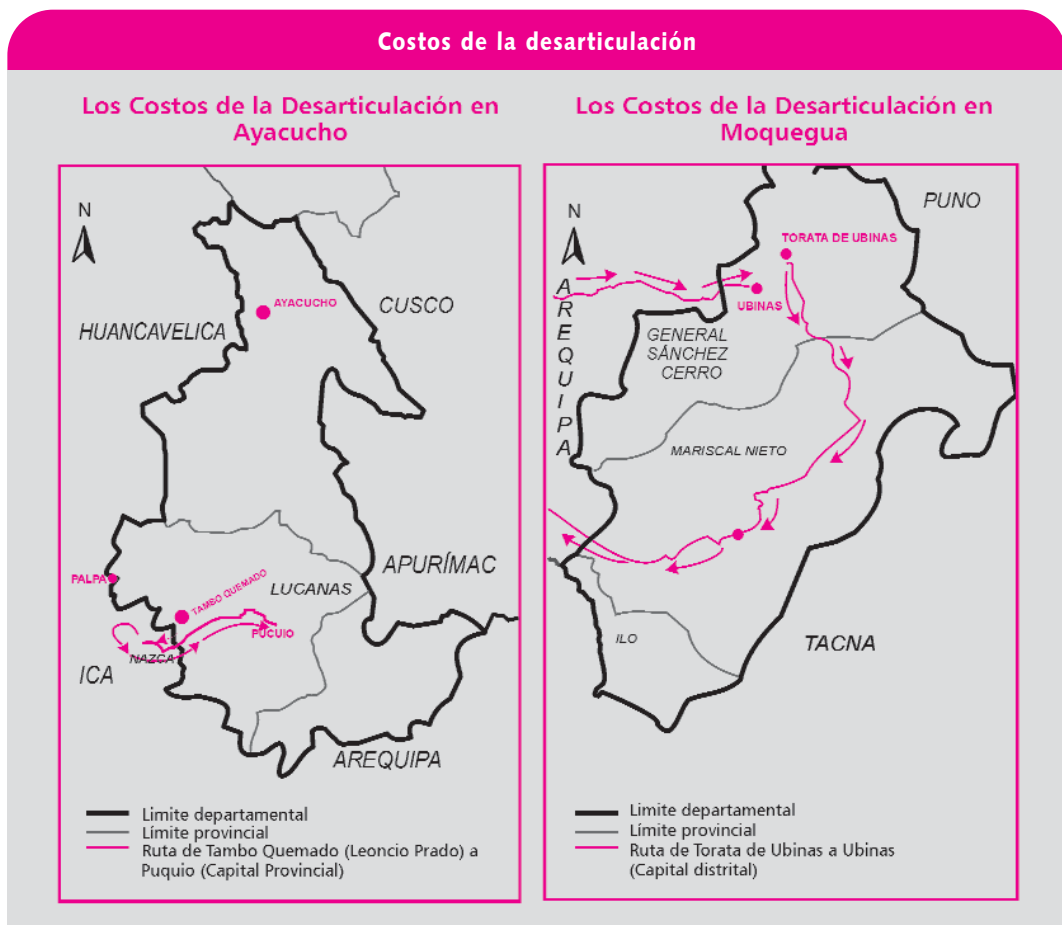 Costos de la desarticulación
Los Costos de la Desarticulación en
Ayacucho
N
HUANCAVELICA
AYACUCHO
CUSCO
PALPA
TAMBO QUEMADO
LUCANAS
APURÍMAC
PUCUIO
NAZCA
ICA
AREQUIPA
Limite departamental
Límite provincial
Ruta de Tambo Quemado (Leoncio Prado) a
Puquio (Capital Provincial)
Los Costos de la Desarticulación en
Moquegua
N
PUNO
TORATA DE UBINAS
AREQUIPA
UBINAS
GENERAL
SÁNCHEZ
CERRO
MARISCAL NIETO
ILO
TACNA
Limite departamental
Límite provincial
Ruta de Torata de Ubinas a Ubinas
(Capital distrital)